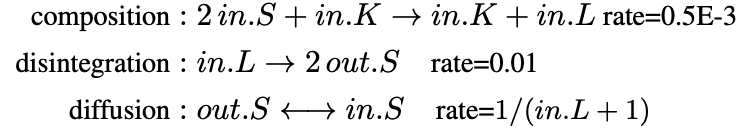 composition : 2 in.S + in.K → in.K + in.L rate=0.5E-3
disintegration : in.L → 2 out.S rate=0.01
diffusion : out.S ⟷ in.S rate=1/(in.L + 1)